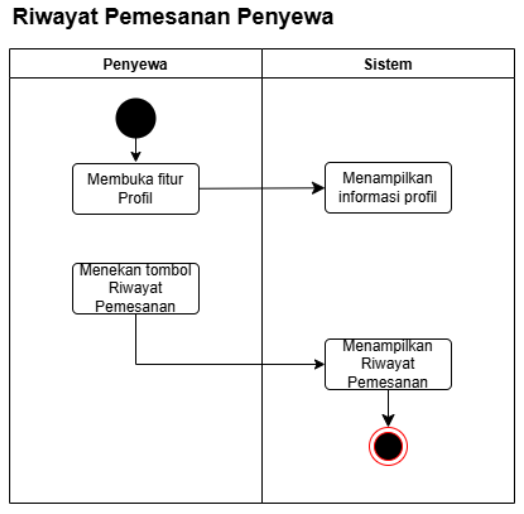 Riwayat Pemesanan Penyewa
Penyewa
Sistem
Membuka fitur
Profil
Menampilkan
informasi profil
Menekan tombol
Riwayat
Pemesanan
Menampilkan
Riwayat
Pemesanan